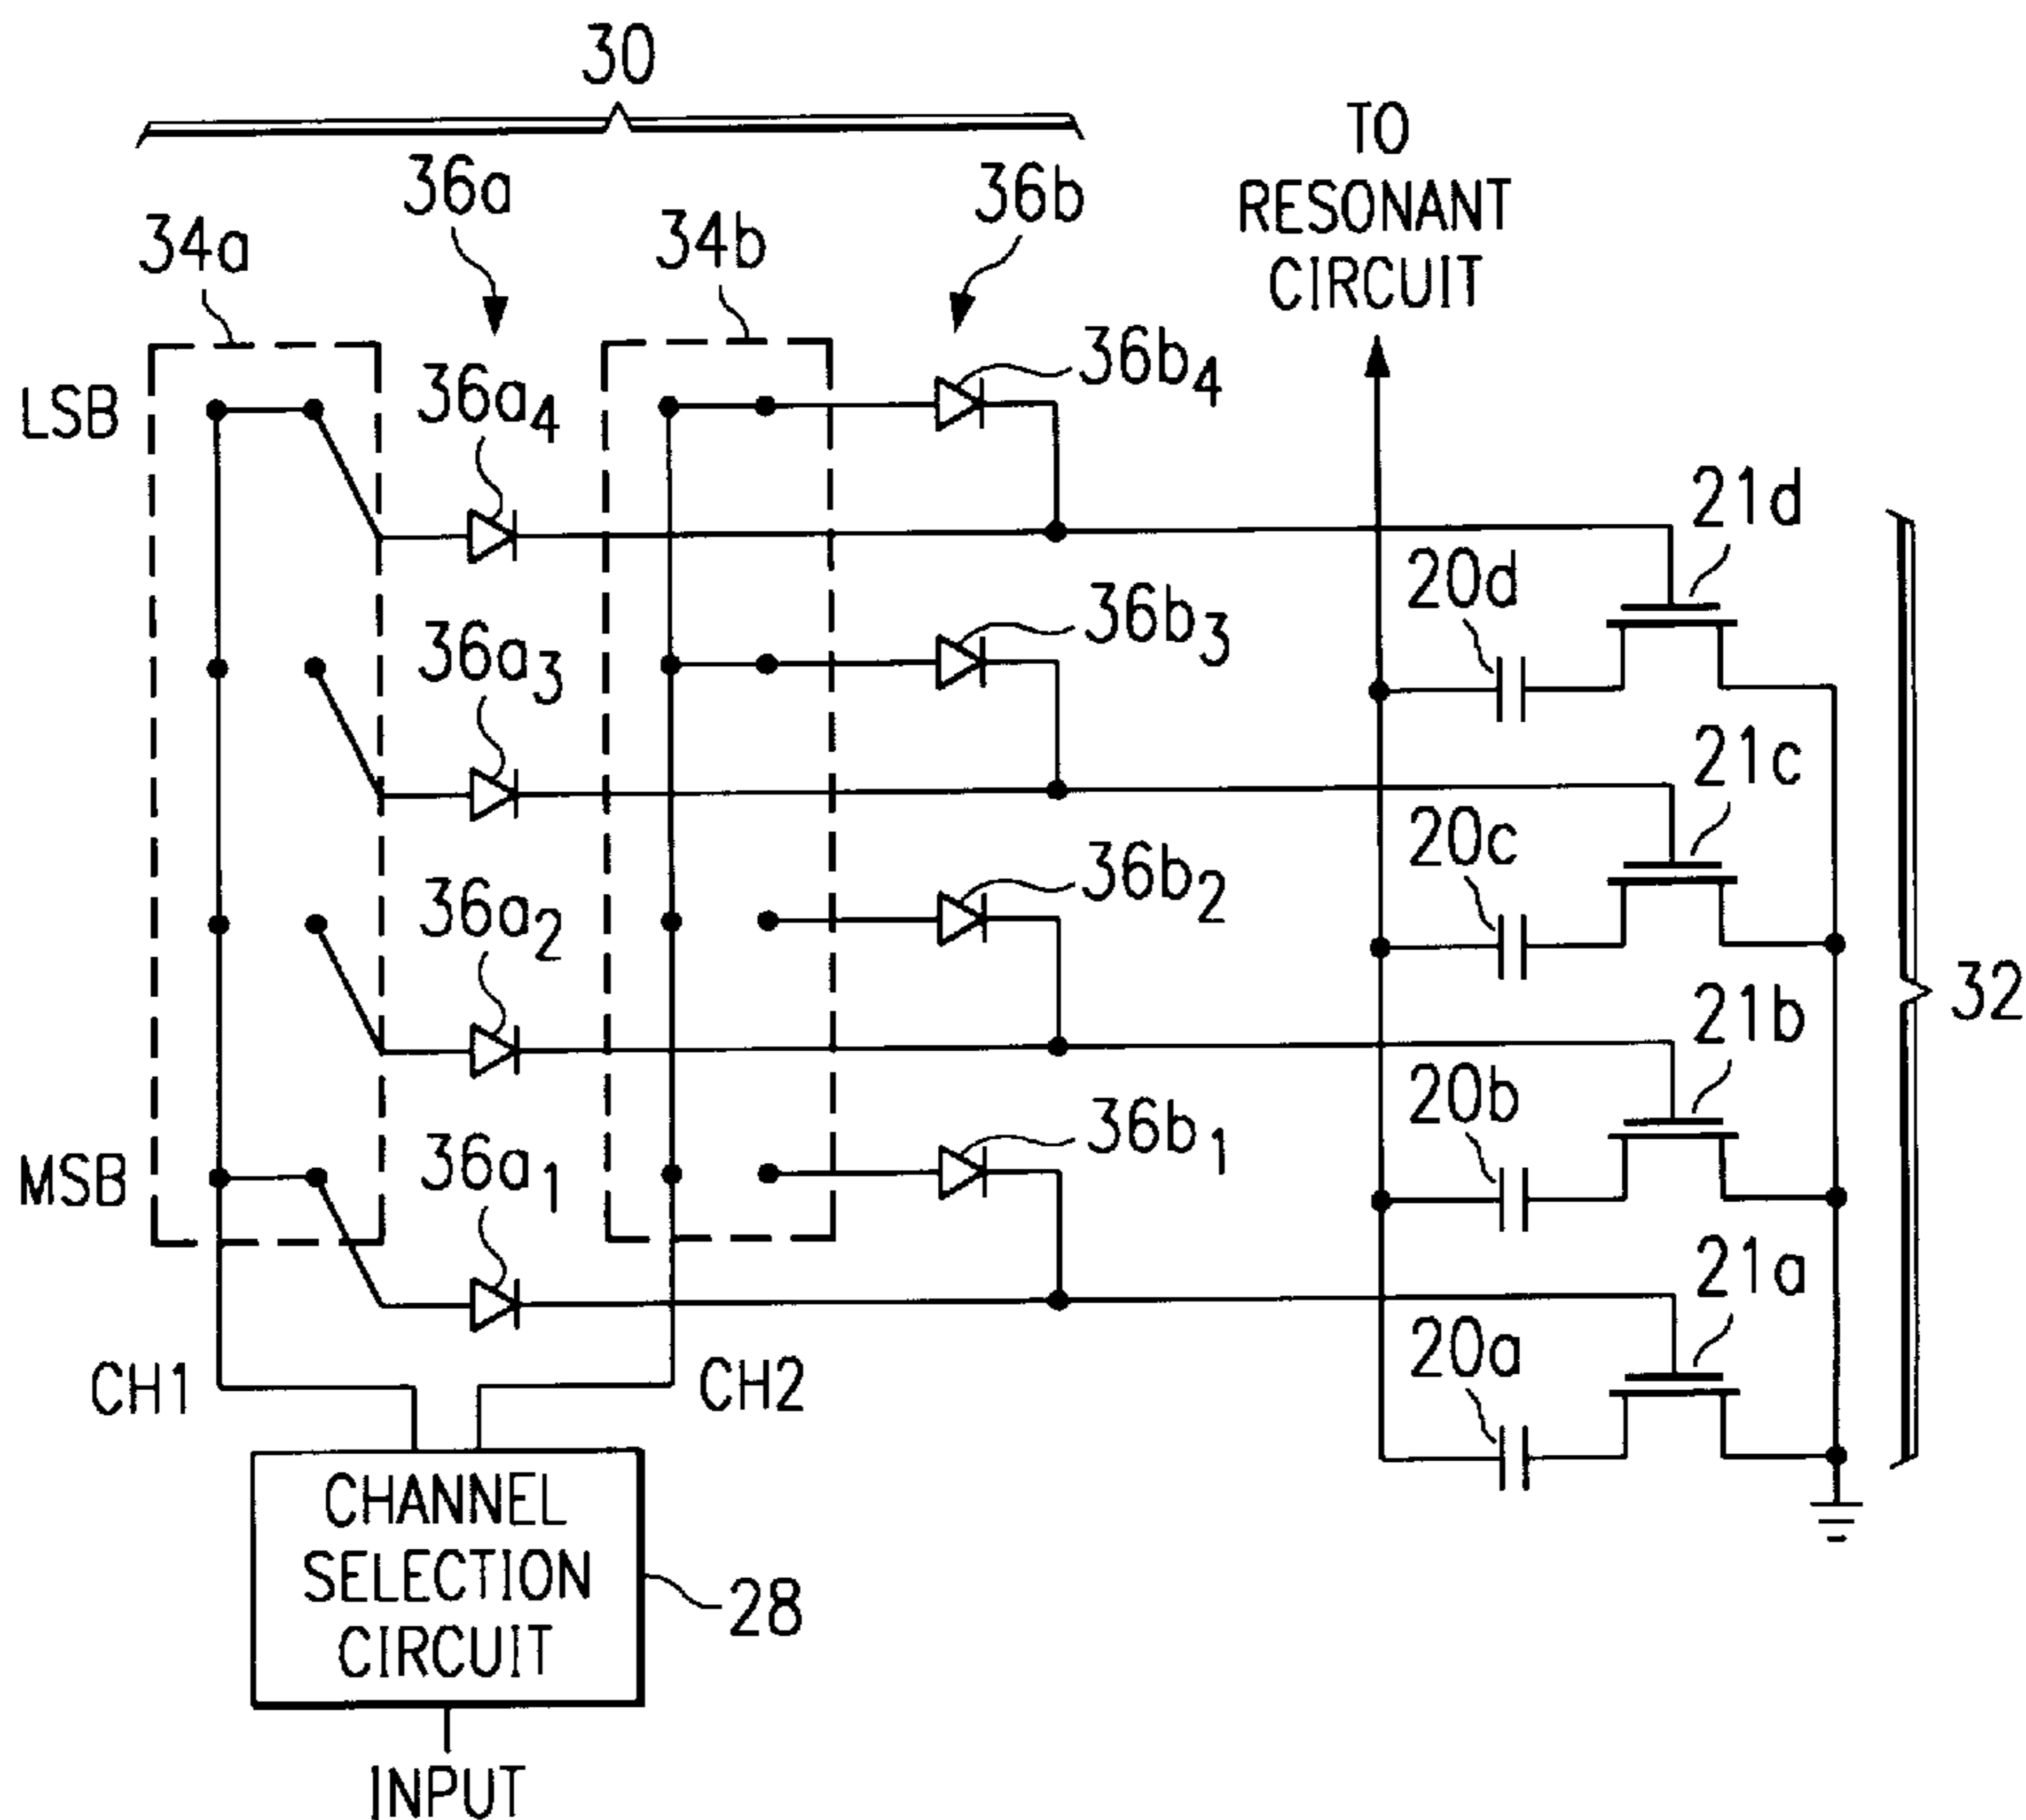 30
TO
RESONANT
CIRCUIT
36a
36b
34a
34b
LSB
36a4
36b4
21d
20d
36a3
36b3
21c
20c
36a2
36b2
21b
32
20b
MSB
36a1
36b1
21a
20a
CH1
CH2
CHANNEL
SELECTION
CIRCUIT
28
INPUT